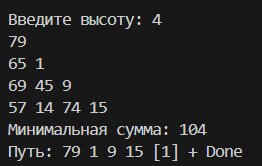 Введите высоту: 4
79
65 1
69 45 9
57 14 74 15
Минимальная сумма: 104
Путь: 79 1 9 15 [1] + Done